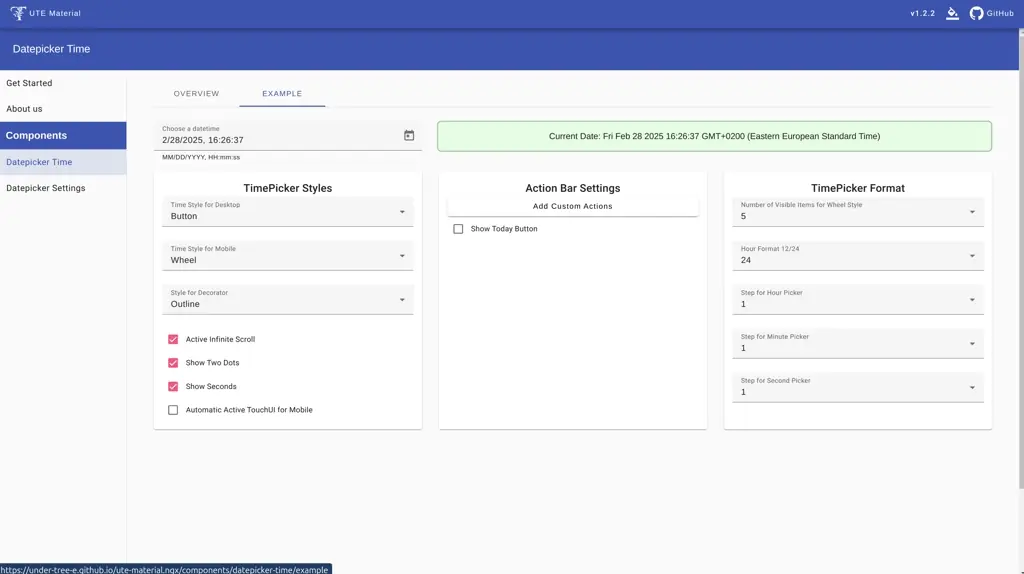 UTE Material
v1.2.2
GitHub
Datepicker Time
Get Started
About us
Components
Datepicker Time
Datepicker Settings
OVERVIEW
EXAMPLE
Choose a datetime
2/28/2025, 16:26:37
MM/DD/YYYY, HH:mm:ss
Current Date: Fri Feb 28 2025 16:26:37 GMT+0200 (Eastern European Standard Time)
TimePicker Styles
Time Style for Desktop
Button
Time Style for Mobile
Wheel
Style for Decorator
Outline
Active Infinite Scroll
Show Two Dots
Show Seconds
Automatic Active TouchUI for Mobile
Action Bar Settings
Add Custom Actions
Show Today Button
TimePicker Format
Number of Visible Items for Wheel Style
5
Hour Format 12/24
24
Step for Hour Picker
1
Step for Minute Picker
1
Step for Second Picker
1
https://under-tree-e.github.io/ute-material.ngx/components/datepicker-time/example